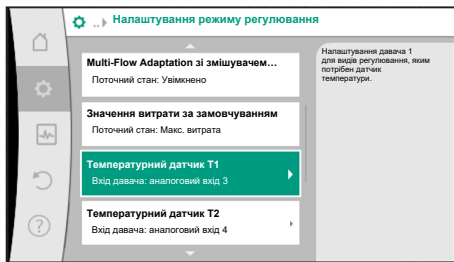 .. Налаштування режиму регулювання
Multi-Flow Adaptation зі змішувачем...
Поточний стан: Увімкнено
Значення витрати за замовчуванням
Поточний стан: Макс. витрата
Температурний датчик T1
Вхід давача: аналоговий вхід 3
Температурний датчик T2
Вхід давача: аналоговий вхід 4
Налаштування давача 1
для видів регулювання, яким
потрібен датчик
температури.